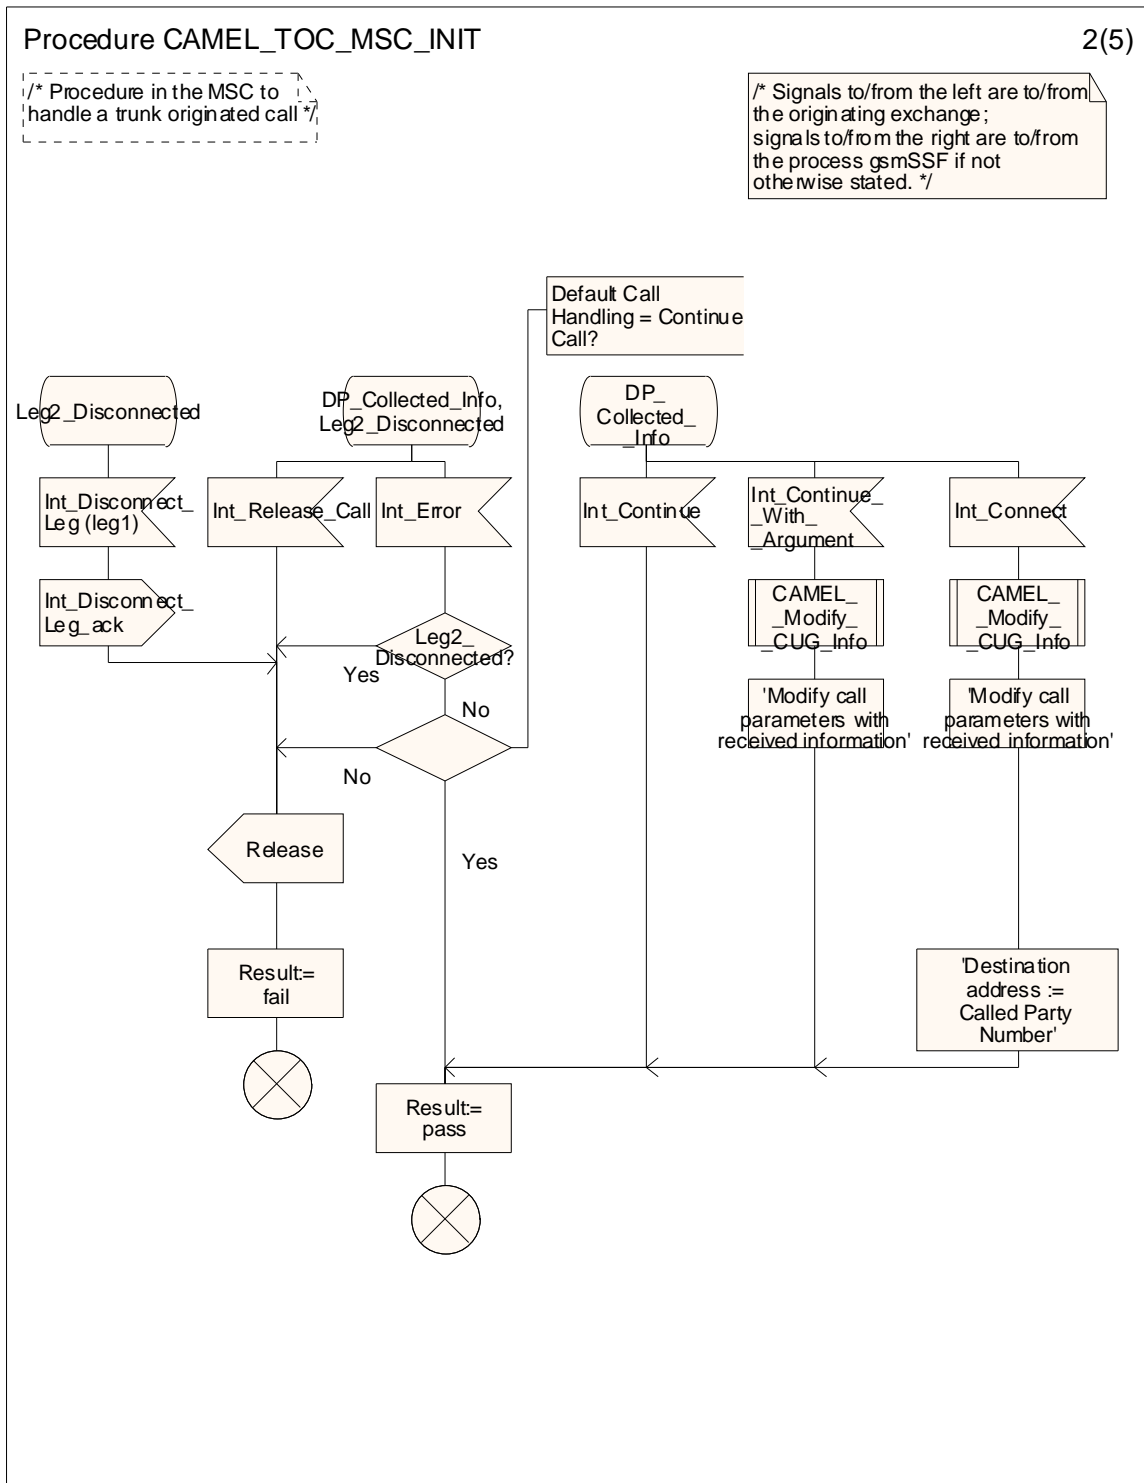 Procedure CAMEL_TOC_MSC_INIT
2(5)
/* Procedure in the MSC to
handle a trunk originated call */
/* Signals to/from the left are to/from
the originating exchange;
signals to/from the right are to/from
the process gsmSSF if not
otherwise stated. */
Default Call
Handling = Continue
Call?
Leg2_Disconnected
DP_Collected_Info,
Leg2_Disconnected
DP_
Collected_
_Info
Int_Disconnect_
Leg (leg1)
Int_Release_Call
Int_Error
Int_Continue
Int_Continue_
_With_
_Argument
Int_Connect
Int_Disconnect_
Leg_ack
Leg2_
Disconnected?
CAMEL_
_Modify_
_CUG_Info
CAMEL_
_Modify_
_CUG_Info
Yes
No
'Modify call
parameters with
received information'
'Modify call
parameters with
received information'
No
Release
Yes
Result:=
fail
'Destination
address :=
Called Party
Number'
Result:=
pass